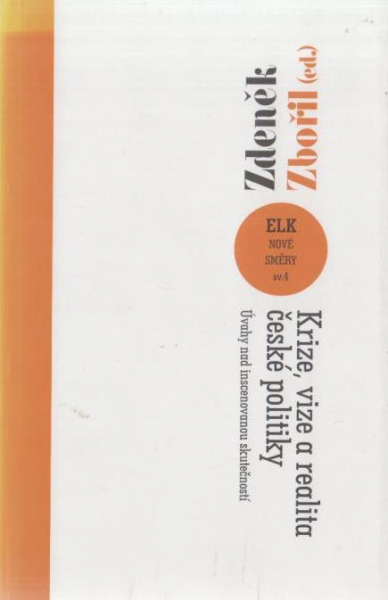 Zdeněk
Zbořil (ed.)
ELK
NOVÉ
SMĚRY
sv.4
Krize, vize a realita
české politiky
Úvahy nad inscenovanou skutečností